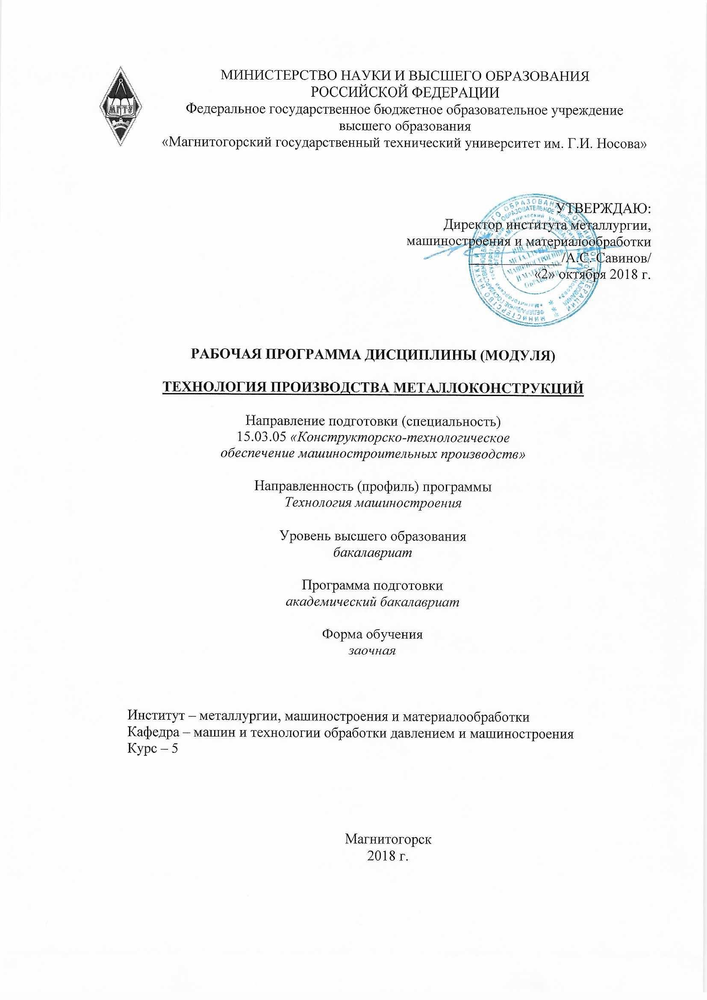 МИНИСТЕРСТВО НАУКИ И ВЫСШЕГО ОБРАЗОВАНИЯ
РОССИЙСКОЙ ФЕДЕРАЦИИ
Федеральное государственное бюджетное образовательное учреждение
высшего образования
«Магнитогорский государственный технический университет им. Г.И. Носова»
МГТУ
УТВЕРЖДАЮ:
Директор института металлургии,
машиностроения и материалообработки
/А.С. Савинов/
«2» октября 2018 г.
РАБОЧАЯ ПРОГРАММА ДИСЦИПЛИНЫ (МОДУЛЯ)
ТЕХНОЛОГИЯ ПРОИЗВОДСТВА МЕТАЛЛОКОНСТРУКЦИЙ
Направление подготовки (специальность)
15.03.05 «Конструкторско-технологическое
обеспечение машиностроительных производств»
Направленность (профиль) программы
Технология машиностроения
Уровень высшего образования
бакалавриат
Программа подготовки
академический бакалавриат
Форма обучения
заочная
Институт – металлургии, машиностроения и материалообработки
Кафедра – машин и технологии обработки давлением и машиностроения
Курс – 5
Магнитогорск
2018 г.